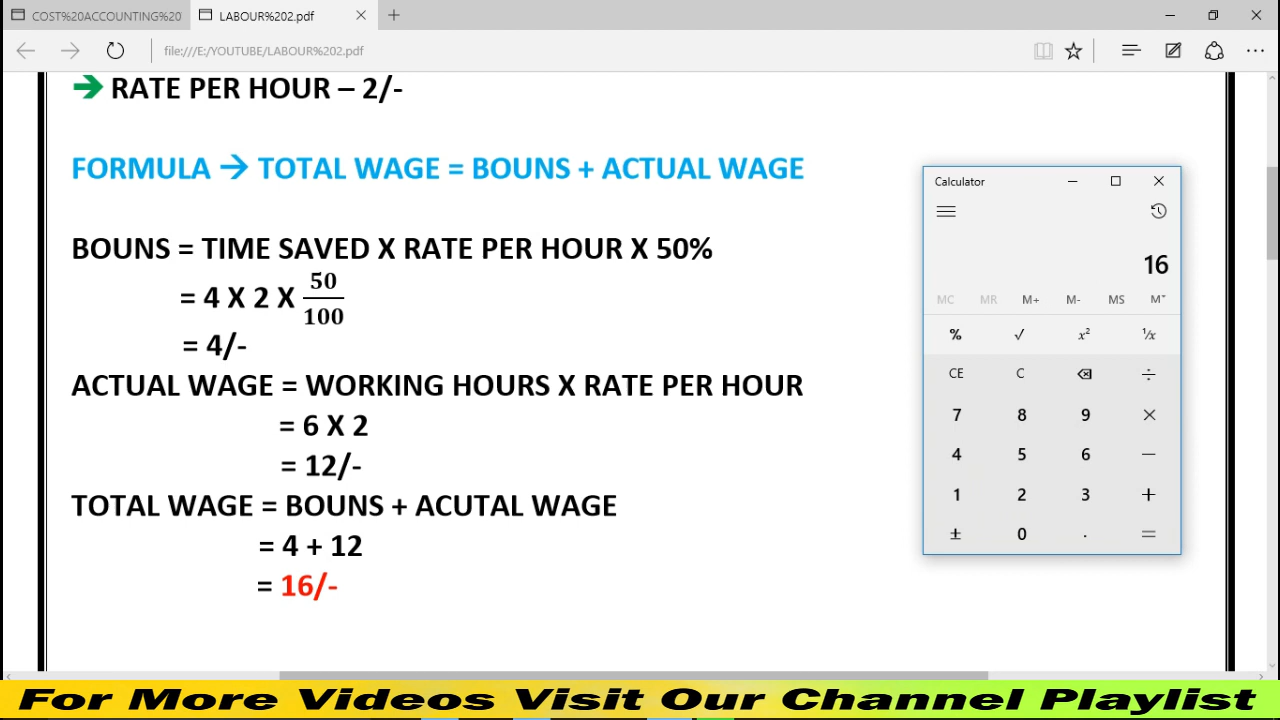 COST%20ACCOUNTING%20
LABOUR%202.pdf
file:///E:/YOUTUBE/LABOUR%202.pdf
→ RATE PER HOUR – 2/-
FORMULA → TOTAL WAGE = BOUNS + ACTUAL WAGE
BOUNS = TIME SAVED X RATE PER HOUR X 50%
= 4 X 2 X 50/100
= 4/-
ACTUAL WAGE = WORKING HOURS X RATE PER HOUR
= 6 X 2
= 12/-
TOTAL WAGE = BOUNS + ACUTAL WAGE
= 4 + 12
= 16/-
Calculator
16
MC MR M+ M- MS M˅
% √ x² ¹/x
CE C ⌫ ÷
7 8 9 ×
4 5 6 −
1 2 3 +
± 0 . =
For More Videos Visit Our Channel Playlist